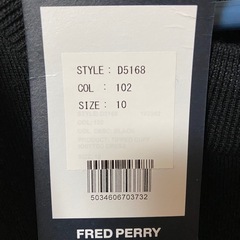 STYLE: D5168
COL : 102
SIZE: 10
5034606703732
FRED PERRY